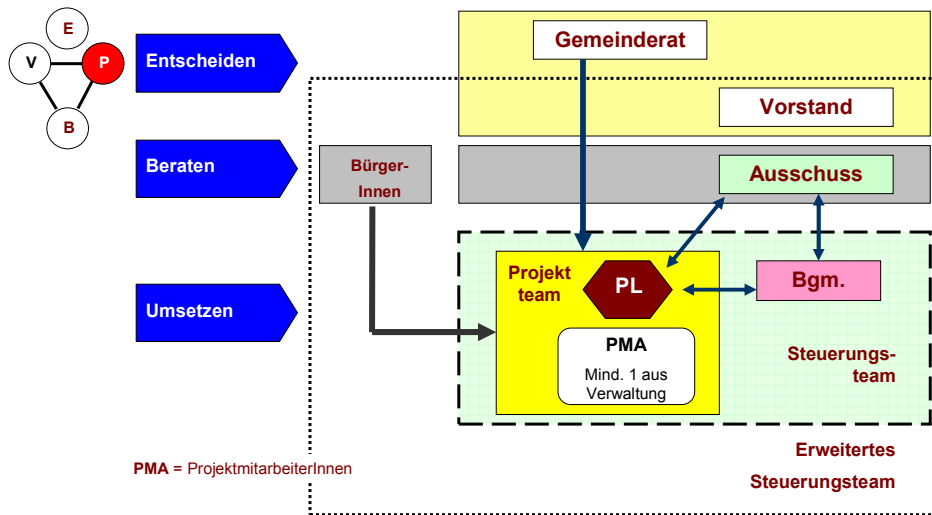 E
V
P
B
Entscheiden
Gemeinderat
Vorstand
Beraten
Bürger-
Innen
Ausschuss
Umsetzen
Projekt
team
PL
Bgm.
PMA
Mind. 1 aus
Verwaltung
Steuerungs-
team
PMA = ProjektmitarbeiterInnen
Erweitertes
Steuerungsteam